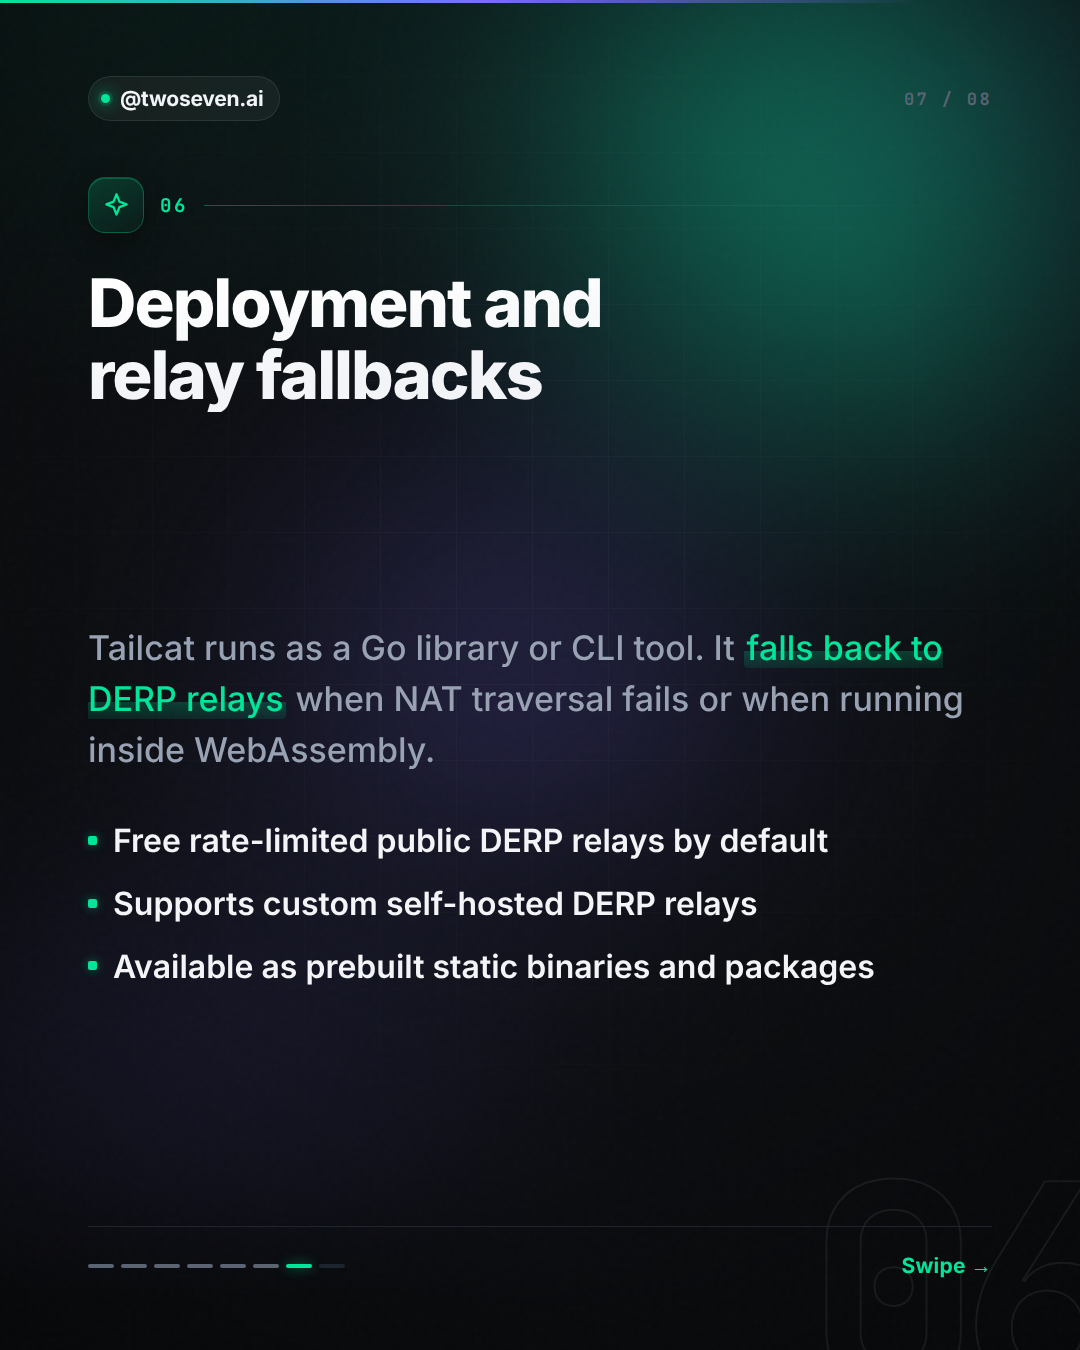 @twoseven.ai
07 / 08
06
Deployment and
relay fallbacks
Tailcat runs as a Go library or CLI tool. It falls back to
DERP relays when NAT traversal fails or when running
inside WebAssembly.
Free rate-limited public DERP relays by default
Supports custom self-hosted DERP relays
Available as prebuilt static binaries and packages
Swipe →
06